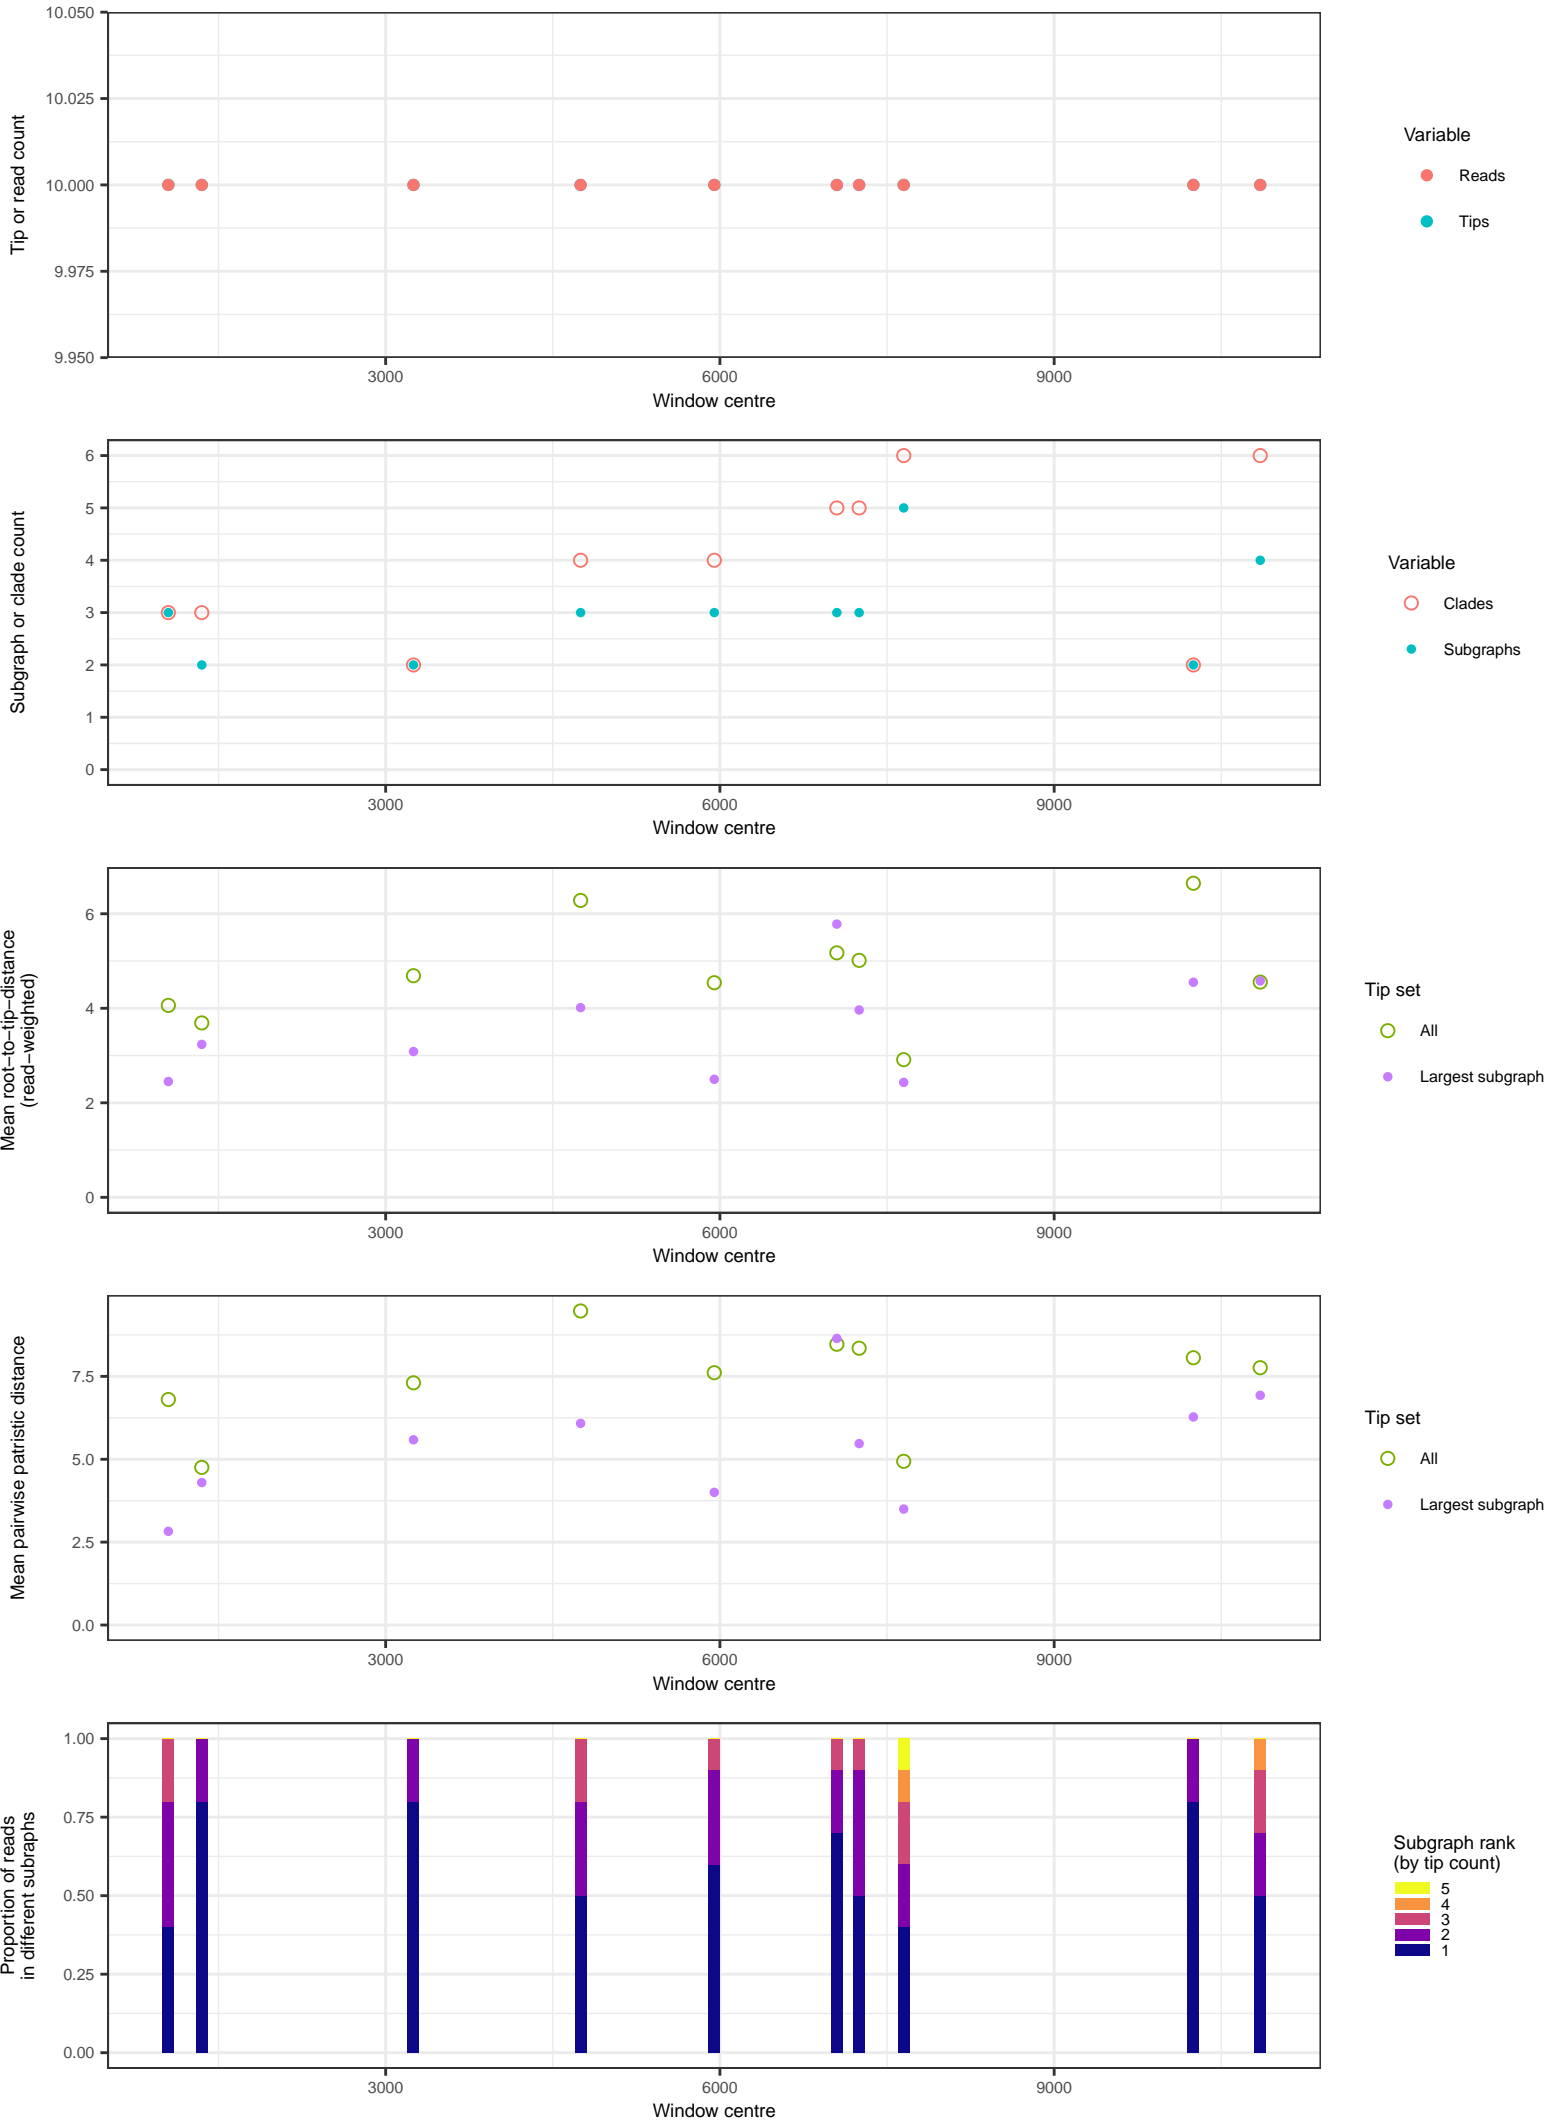 10.050
10.025
10.000
9.975
9.950
Tip or read count
3000
6000
9000
Window centre
Variable
Reads
Tips
6
5
4
3
2
1
0
Subgraph or clade count
3000
6000
9000
Window centre
Variable
Clades
Subgraphs
6
4
2
0
Mean root−to−tip−distance
(read−weighted)
3000
6000
9000
Window centre
Tip set
All
Largest subgraph
7.5
5.0
2.5
0.0
Mean pairwise patristic distance
3000
6000
9000
Window centre
Tip set
All
Largest subgraph
1.00
0.75
0.50
0.25
0.00
Proportion of reads
in different subraphs
3000
6000
9000
Window centre
Subgraph rank
(by tip count)
5
4
3
2
1